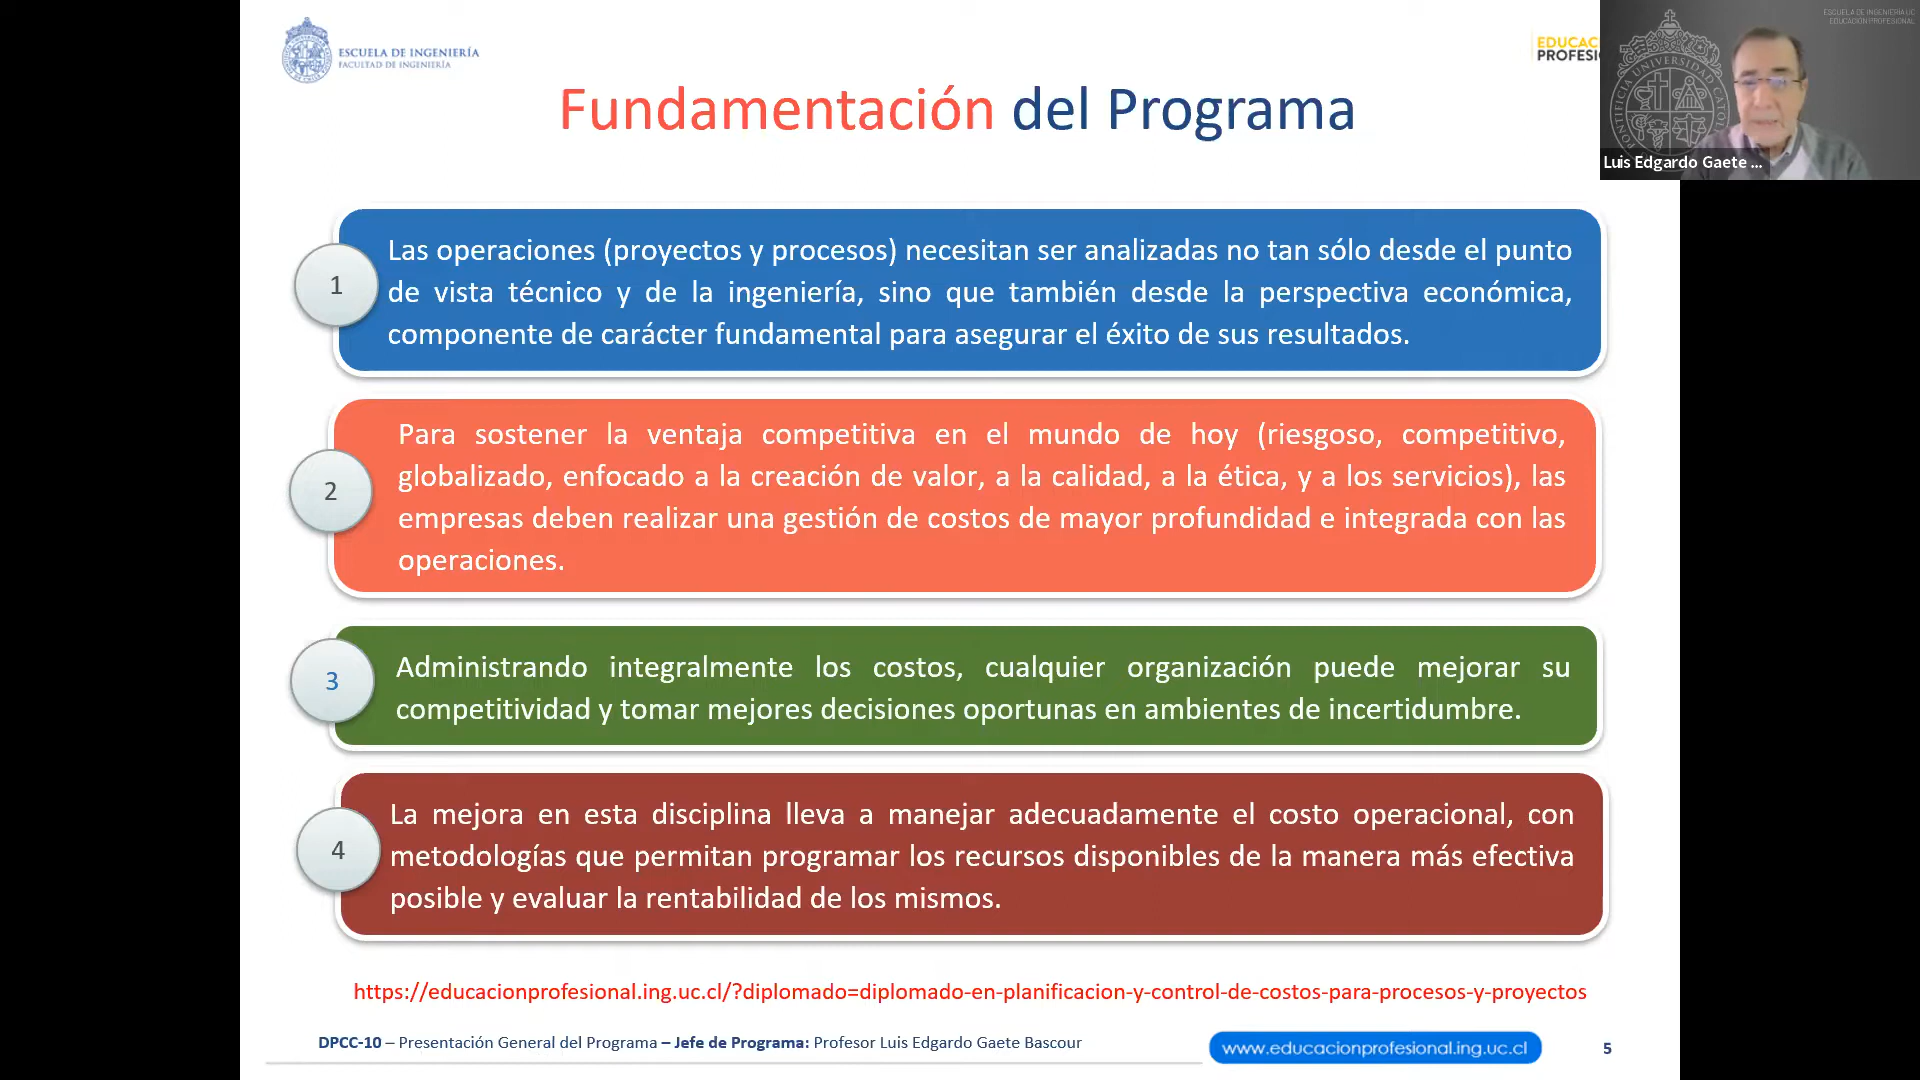 ESCUELA DE INGENIERÍA
FACULTAD DE INGENIERÍA
EDUCAC
PROFESI
ESCUELA DE INGENIERÍA UC
EDUCACIÓN PROFESIONAL
Luis Edgardo Gaete ...
Fundamentación del Programa
1
Las operaciones (proyectos y procesos) necesitan ser analizadas no tan sólo desde el punto
de vista técnico y de la ingeniería, sino que también desde la perspectiva económica,
componente de carácter fundamental para asegurar el éxito de sus resultados.
2
Para sostener la ventaja competitiva en el mundo de hoy (riesgoso, competitivo,
globalizado, enfocado a la creación de valor, a la calidad, a la ética, y a los servicios), las
empresas deben realizar una gestión de costos de mayor profundidad e integrada con las
operaciones.
3
Administrando integralmente los costos, cualquier organización puede mejorar su
competitividad y tomar mejores decisiones oportunas en ambientes de incertidumbre.
4
La mejora en esta disciplina lleva a manejar adecuadamente el costo operacional, con
metodologías que permitan programar los recursos disponibles de la manera más efectiva
posible y evaluar la rentabilidad de los mismos.
https://educacionprofesional.ing.uc.cl/?diplomado=diplomado-en-planificacion-y-control-de-costos-para-procesos-y-proyectos
DPCC-10 – Presentación General del Programa – Jefe de Programa: Profesor Luis Edgardo Gaete Bascour
www.educacionprofesional.ing.uc.cl
5